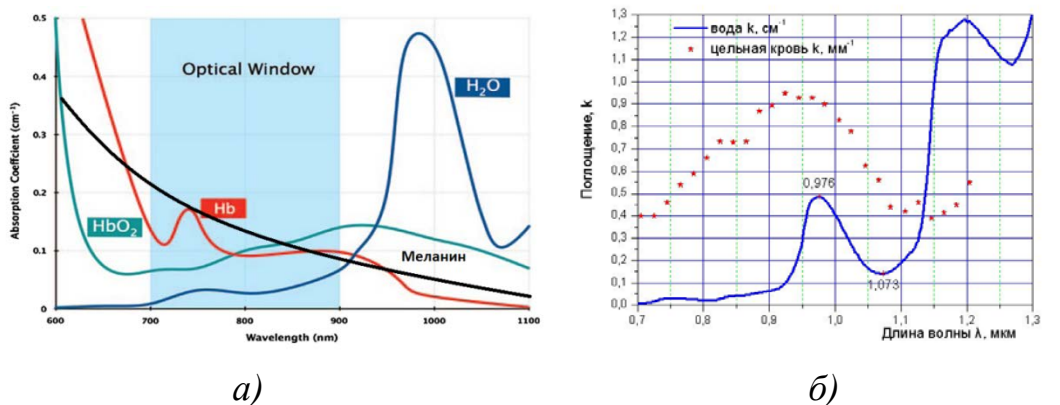 0.5
0.4
0.3
0.2
0.1
0
Absorption Coeffcient (cm⁻¹)
Optical Window
H₂O
Hb
HbO₂
Меланин
600
700
800
900
1000
1100
Wavelength (nm)
а)
1,3
1,2
1,1
1,0
0,9
0,8
0,7
0,6
0,5
0,4
0,3
0,2
0,1
0,0
Поглощение, k
вода k, см⁻¹
цельная кровь k, мм⁻¹
0,976
1,073
0,7
0,8
0,9
1,0
1,1
1,2
1,3
Длина волны λ, мкм
б)